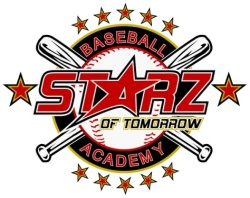 BASEBALL
STARZ
OF TOMORROW
ACADEMY